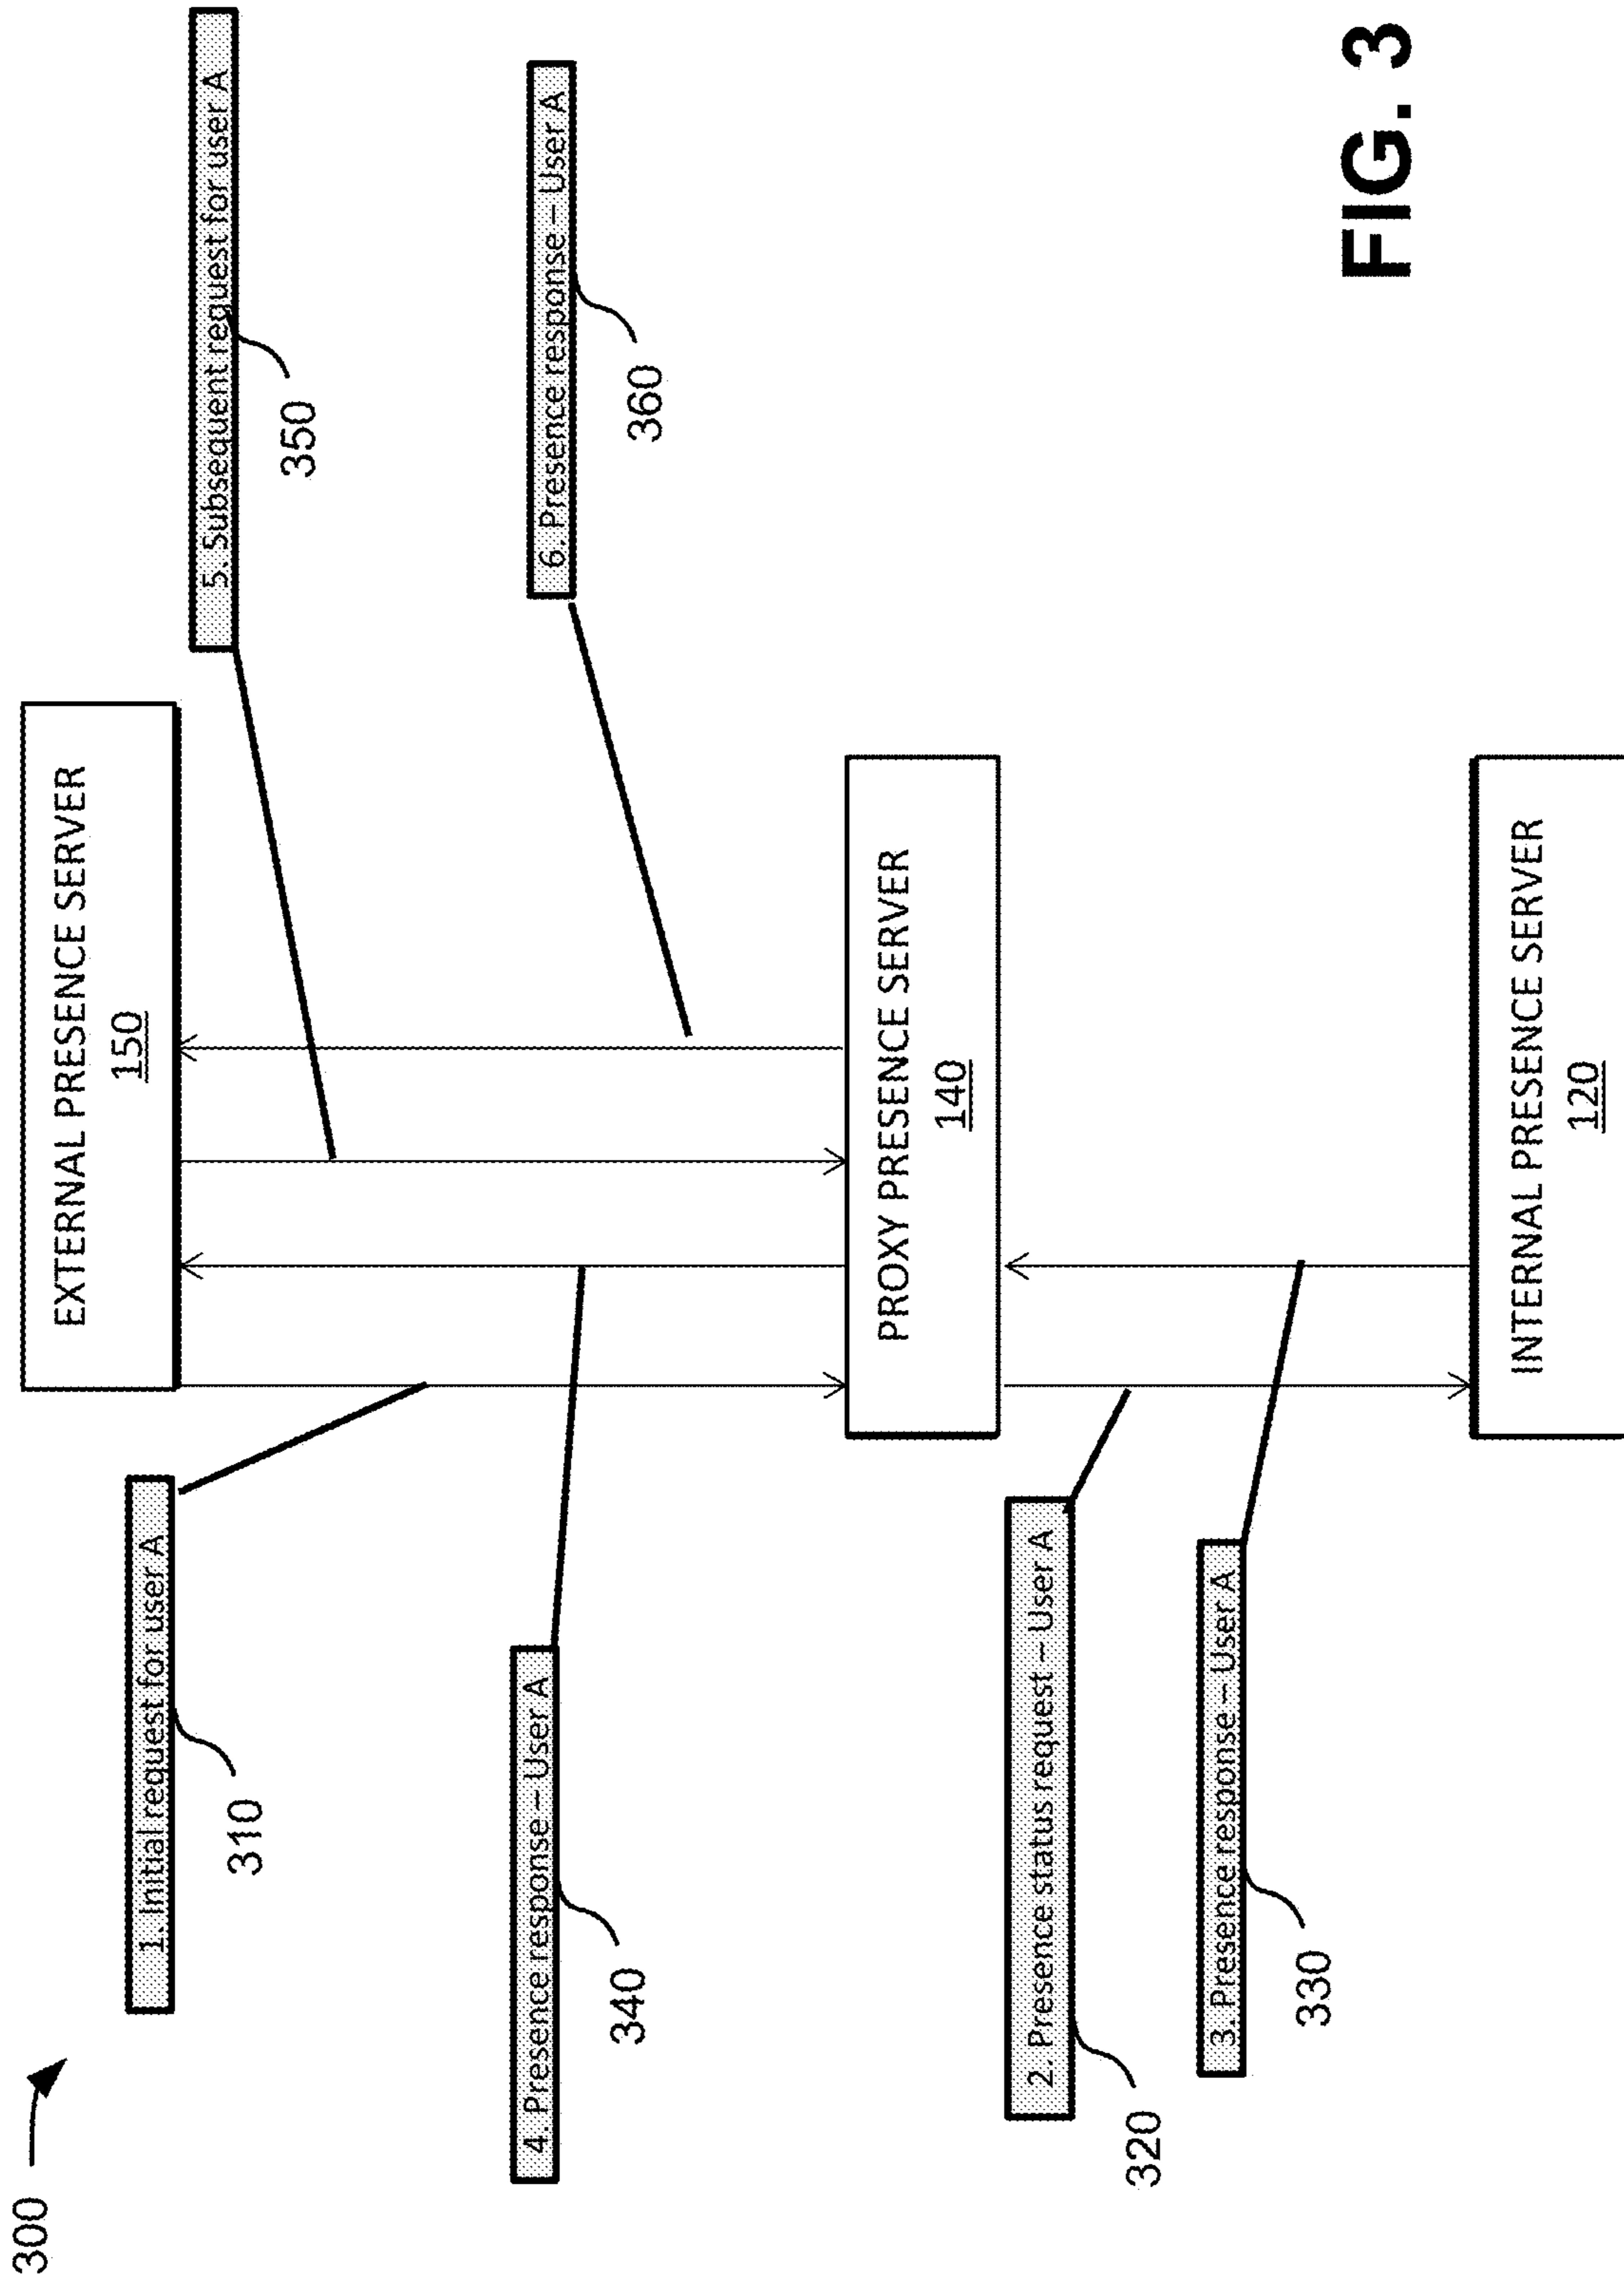 300
1. Initial request for user A
310
4. Presence response – User A
340
2. Presence status request – User A
320
3. Presence response – User A
330
EXTERNAL PRESENCE SERVER
150
PROXY PRESENCE SERVER
140
INTERNAL PRESENCE SERVER
120
5. Subsequent request for user A
350
6. Presence response – User A
360
FIG. 3